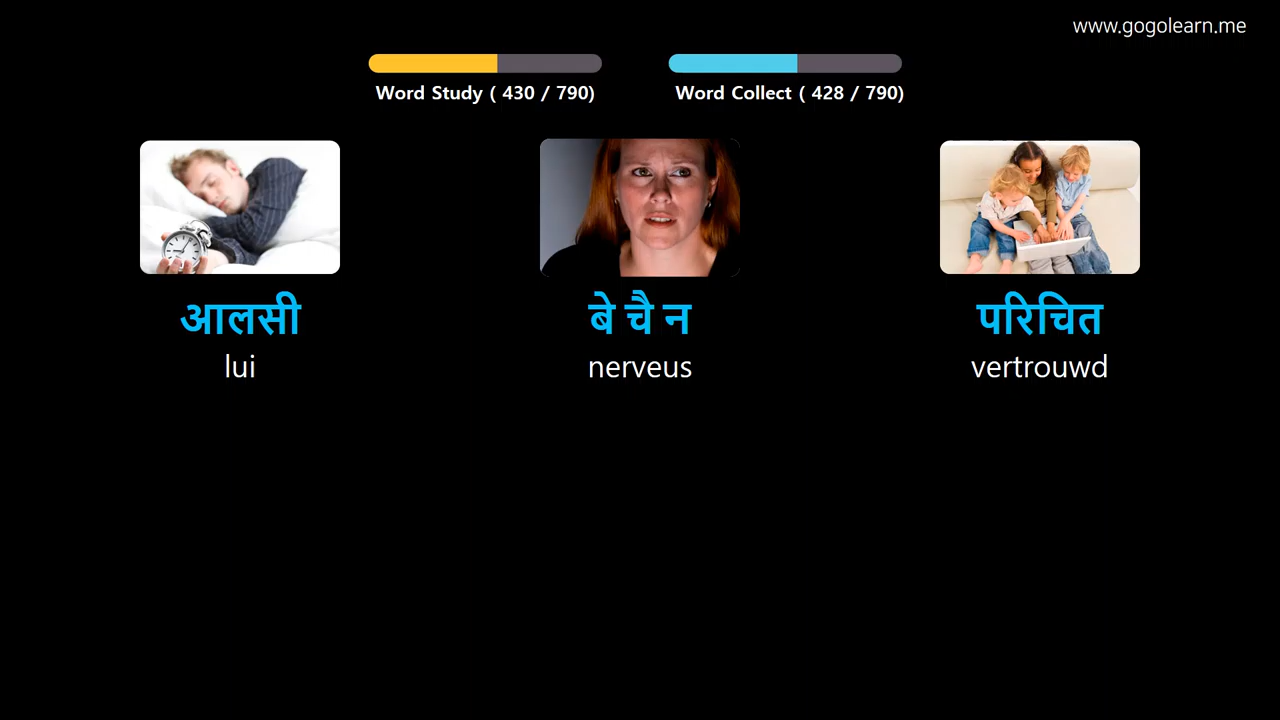 www.gogolearn.me
Word Study ( 430 / 790)
Word Collect ( 428 / 790)
आलसी
lui
बे चै न
nerveus
परिचित
vertrouwd